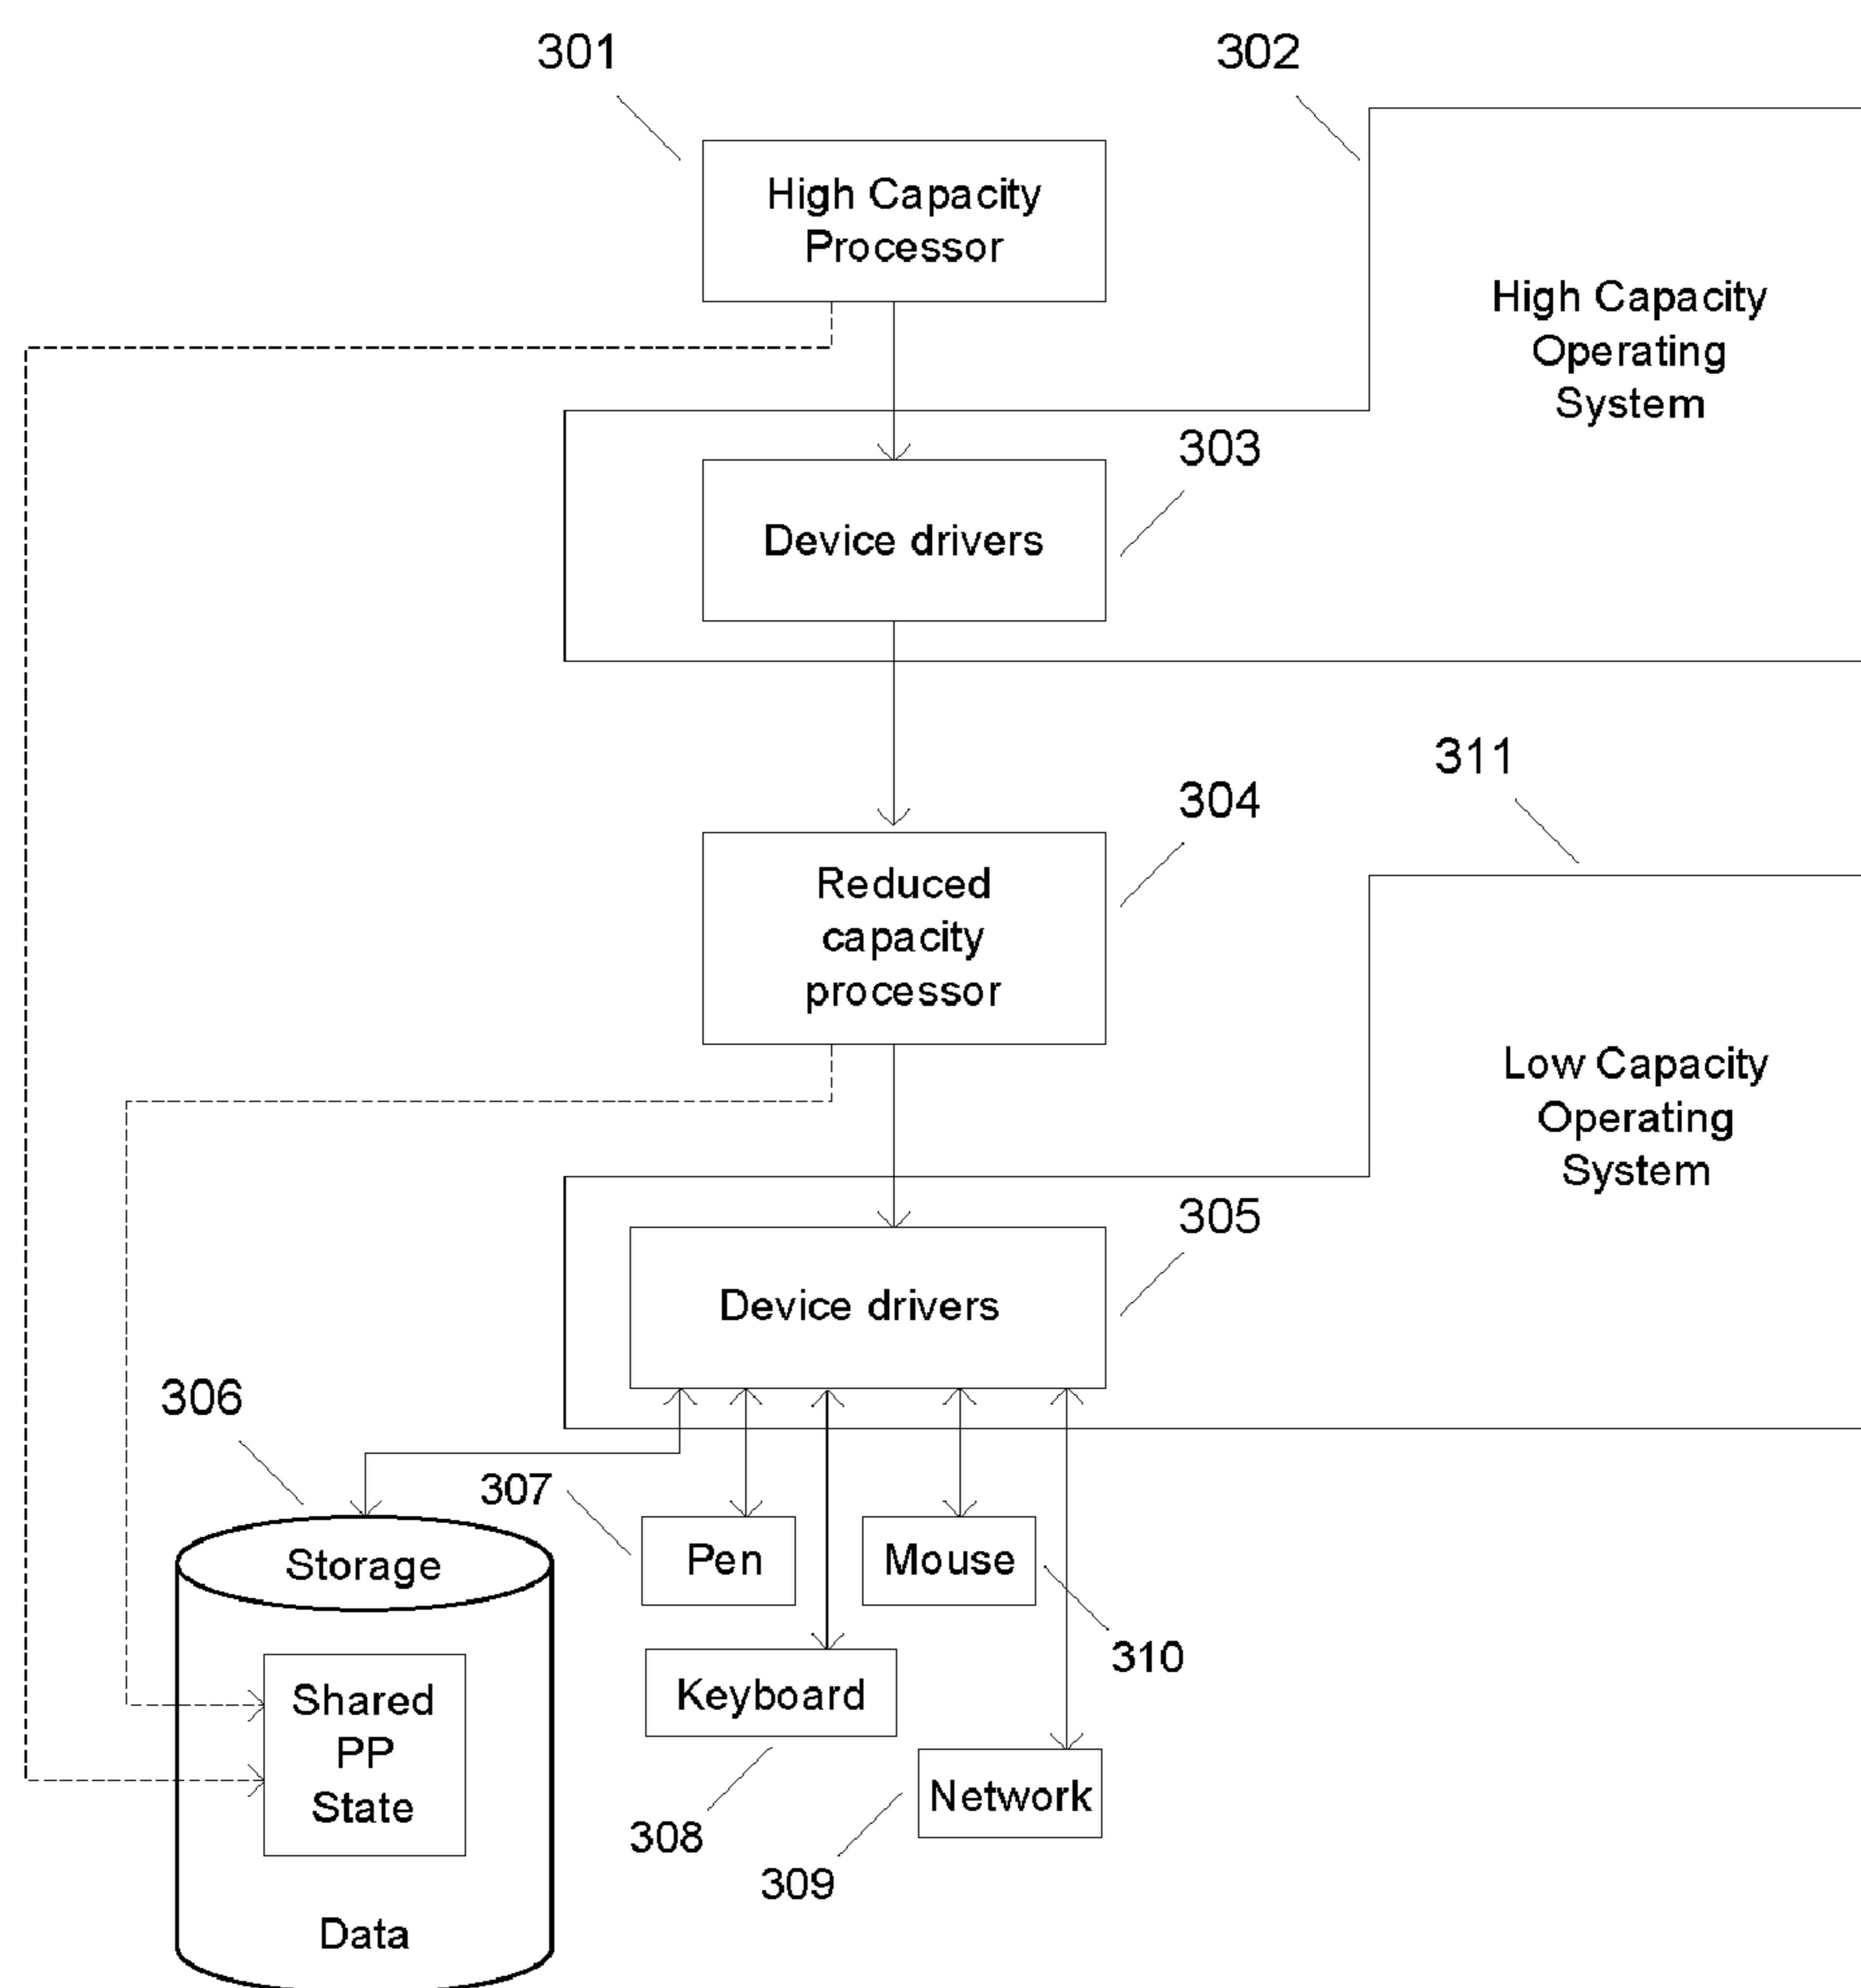 301
302
High Capacity
Processor
High Capacity
Operating
System
303
Device drivers
311
304
Reduced
capacity
processor
Low Capacity
Operating
System
305
Device drivers
306
307
Storage
Pen
Mouse
310
Keyboard
Shared
PP
State
Network
308
309
Data